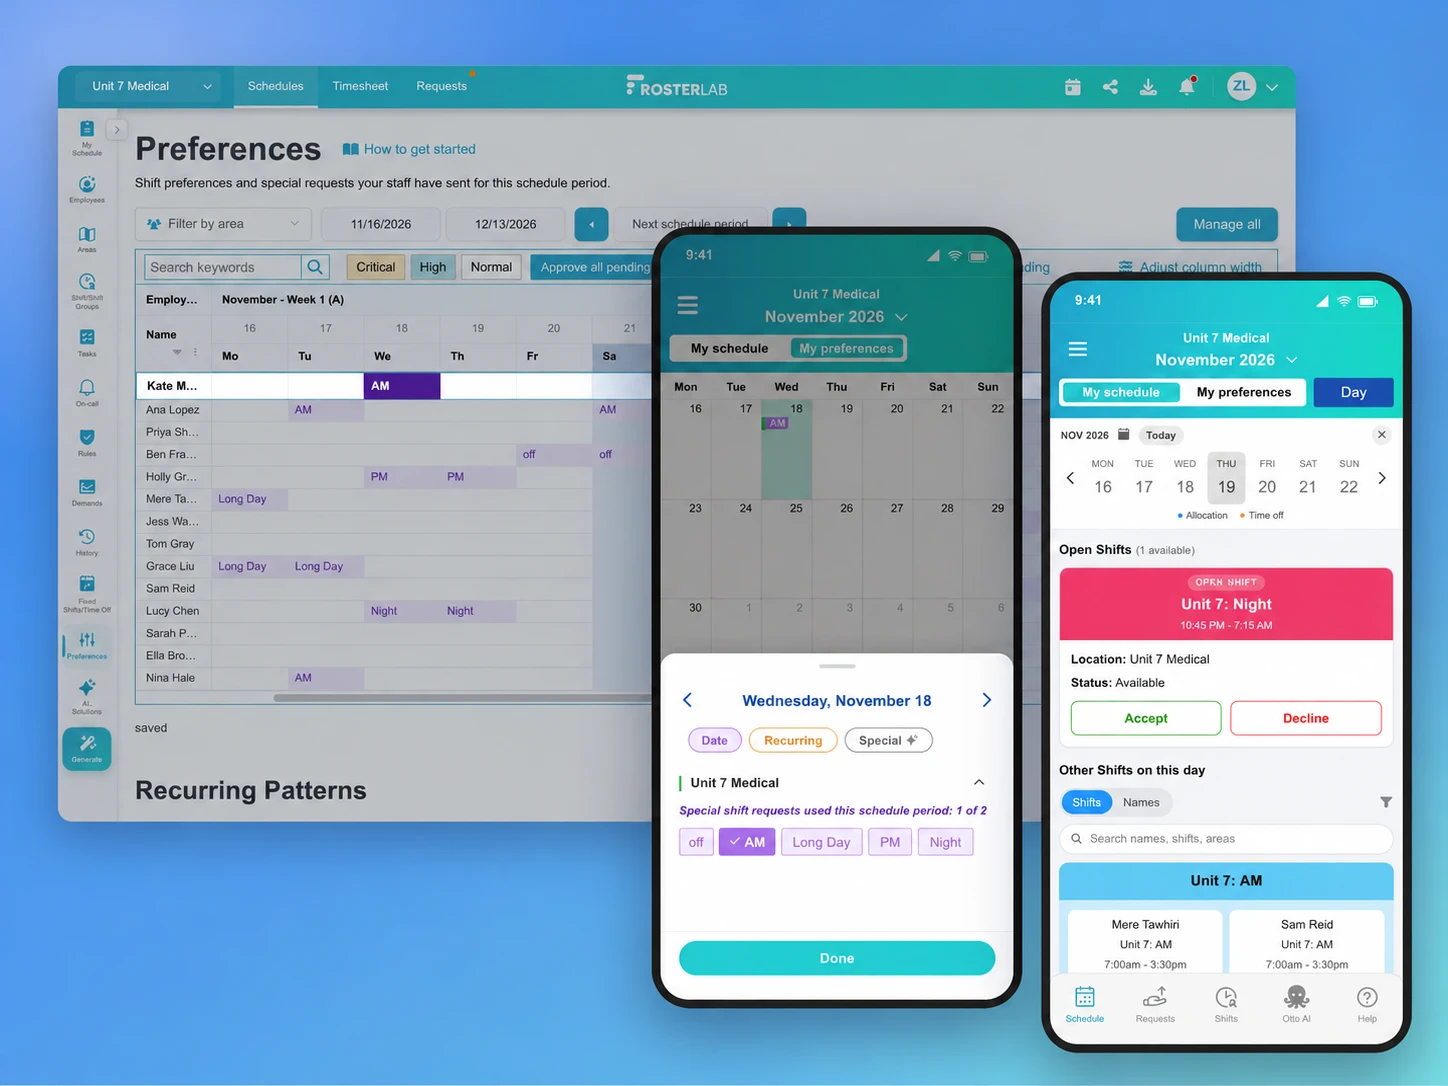 Unit 7 Medical
Schedules
Timesheet
Requests
ROSTERLAB
ZL
My Schedule
Employees
Areas
Shift/Shift Groups
Tasks
On-call
Rules
Demands
History
Fixed Shifts/Time Off
Preferences
AI Solutions
Generate
Preferences
How to get started
Shift preferences and special requests your staff have sent for this schedule period.
Filter by area
11/16/2026
12/13/2026
Next schedule period
Manage all
Search keywords
Critical
High
Normal
Approve all pending
Adjust column width
Employ...
November - Week 1 (A)
Name
16 17 18 19 20 21
Mo Tu We Th Fr Sa
Kate M... AM
Ana Lopez AM AM
Priya Sh...
Ben Fra... off off
Holly Gr... PM PM
Mere Ta... Long Day
Jess Wa...
Tom Gray
Grace Liu Long Day Long Day
Sam Reid
Lucy Chen Night Night
Sarah P...
Ella Bro...
Nina Hale AM
saved
Recurring Patterns
9:41
Unit 7 Medical
November 2026
My schedule
My preferences
Mon Tue Wed Thu Fri Sat Sun
16 17 18 19 20 21 22
AM
23 24 25 26 27 28 29
30 1 2 3 4 5 6
Wednesday, November 18
Date
Recurring
Special
Unit 7 Medical
Special shift requests used this schedule period: 1 of 2
off
AM
Long Day
PM
Night
Done
9:41
Unit 7 Medical
November 2026
My schedule
My preferences
Day
NOV 2026
Today
MON TUE WED THU FRI SAT SUN
16 17 18 19 20 21 22
Allocation
Time off
Open Shifts (1 available)
OPEN SHIFT
Unit 7: Night
10:45 PM - 7:15 AM
Location: Unit 7 Medical
Status: Available
Accept
Decline
Other Shifts on this day
Shifts
Names
Search names, shifts, areas
Unit 7: AM
Mere Tawhiri
Unit 7: AM
7:00am - 3:30pm
Sam Reid
Unit 7: AM
7:00am - 3:30pm
Schedule
Requests
Shifts
Otto AI
Help